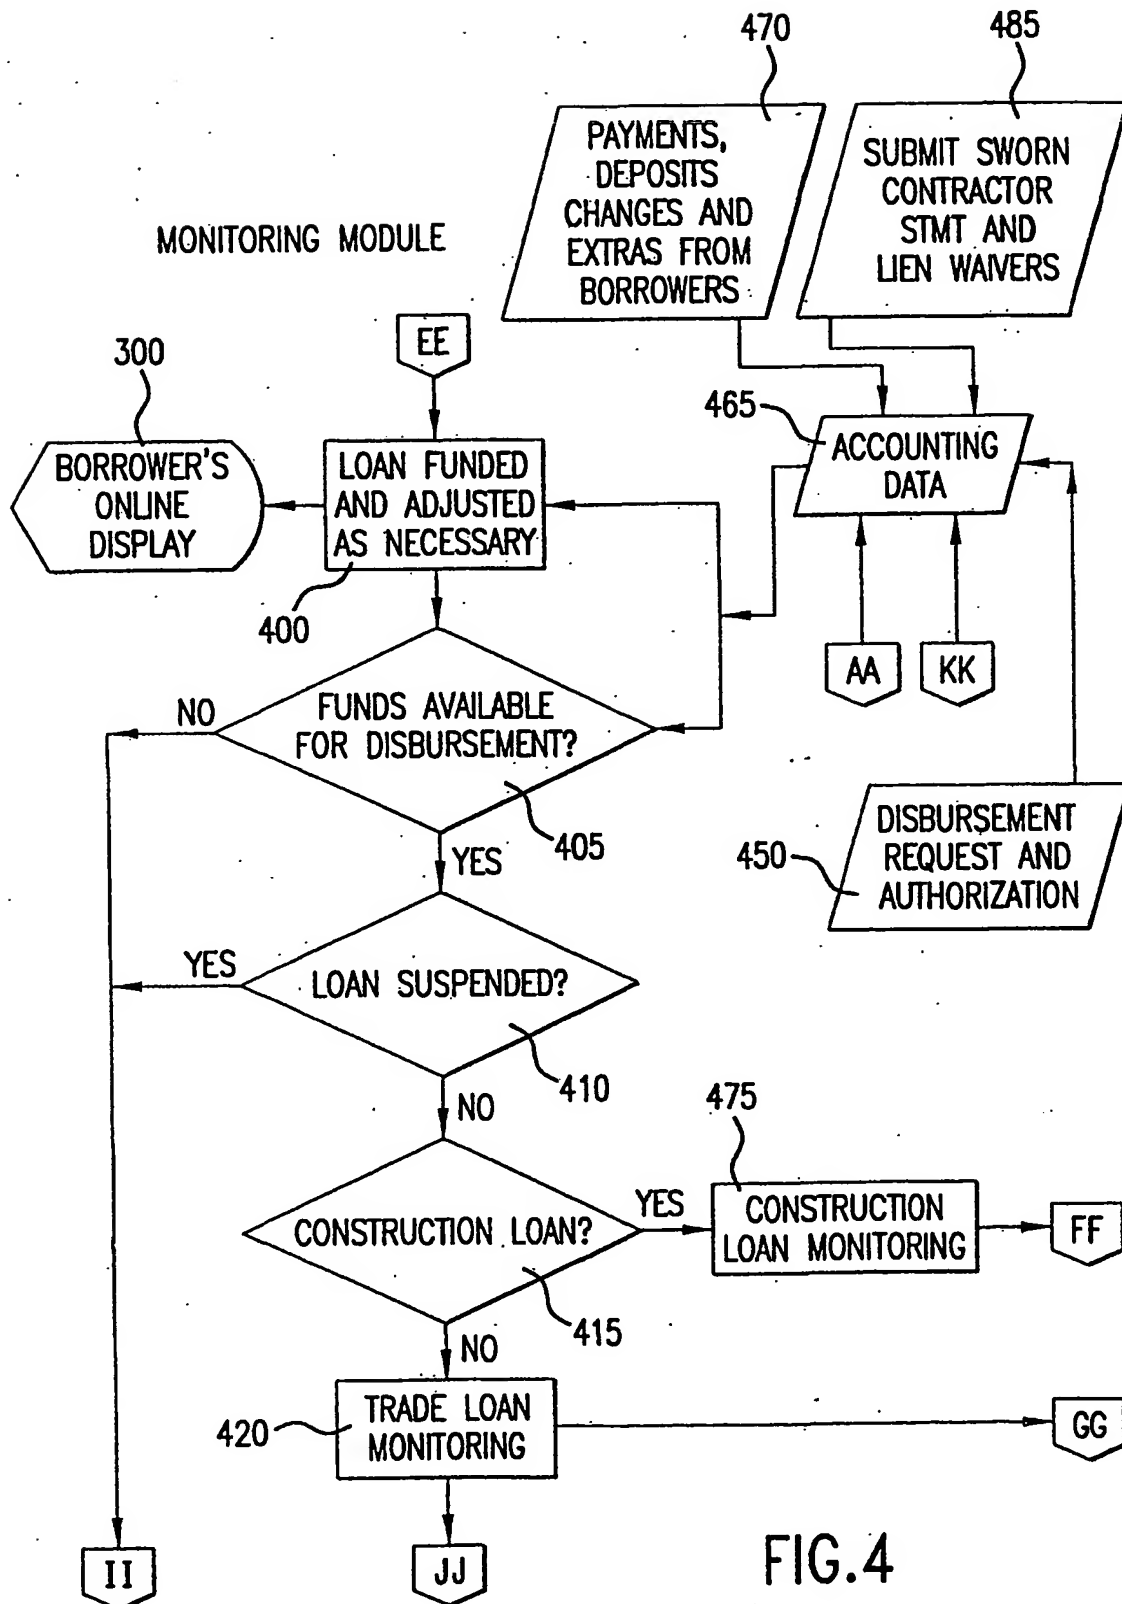 470
485
PAYMENTS,
DEPOSITS
CHANGES AND
EXTRAS FROM
BORROWERS
SUBMIT SWORN
CONTRACTOR
STMT AND
LIEN WAIVERS
MONITORING MODULE
EE
300
465
BORROWER'S
ONLINE
DISPLAY
LOAN FUNDED
AND ADJUSTED
AS NECESSARY
ACCOUNTING
DATA
400
AA
KK
NO
FUNDS AVAILABLE
FOR DISBURSEMENT?
405
YES
450
DISBURSEMENT
REQUEST AND
AUTHORIZATION
YES
LOAN SUSPENDED?
410
NO
475
CONSTRUCTION LOAN?
YES
CONSTRUCTION
LOAN MONITORING
FF
415
NO
420
TRADE LOAN
MONITORING
GG
II
JJ
FIG.4